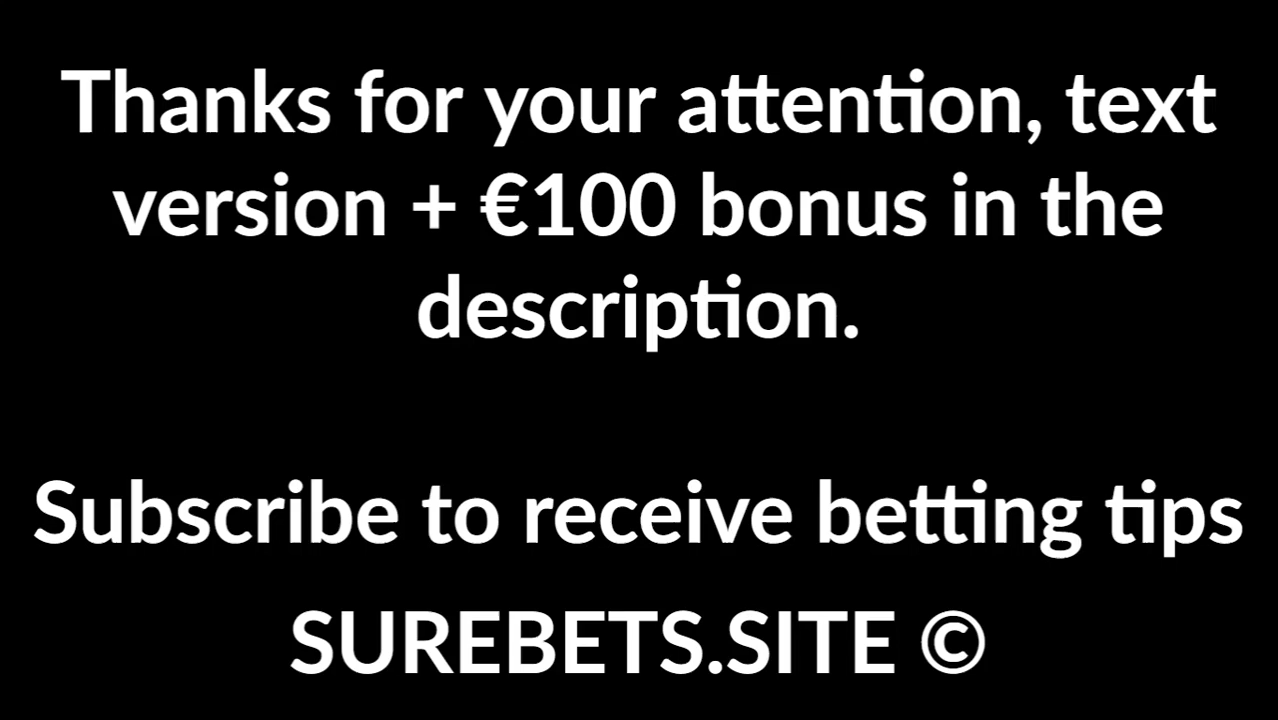 Thanks for your attention, text
version + €100 bonus in the
description.
Subscribe to receive betting tips
SUREBETS.SITE ©